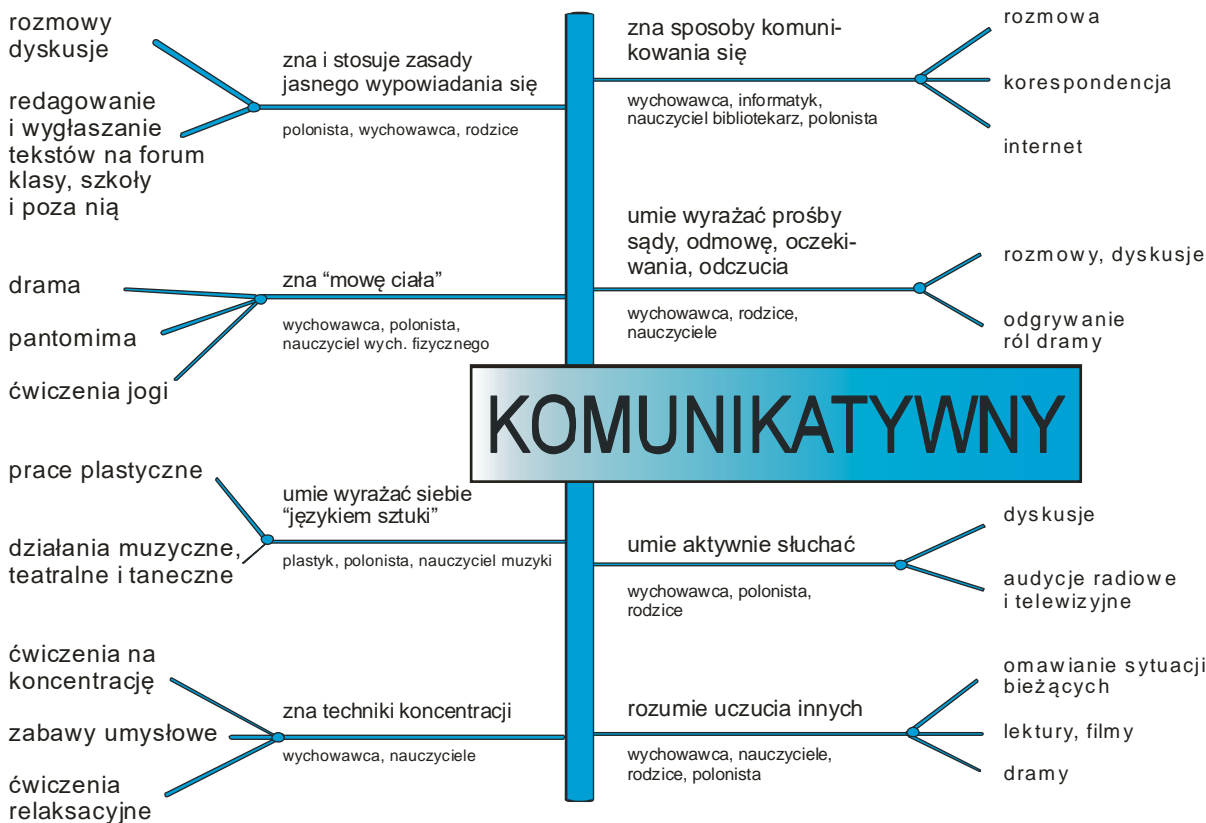 rozmowy
dyskusje
zna i stosuje zasady
jasnego wypowiadania się
polonista, wychowawca, rodzice
redagowanie
i wygłaszanie
tekstów na forum
klasy, szkoły
i poza nią
zna sposoby komuni-
kowania się
wychowawca, informatyk,
nauczyciel bibliotekarz, polonista
rozmowa
korespondencja
internet
drama
pantomima
ćwiczenia jogi
zna “mowę ciała”
wychowawca, polonista,
nauczyciel wych. fizycznego
umie wyrażać prośby
sądy, odmowę, oczeki-
wania, odczucia
wychowawca, rodzice,
nauczyciele
rozmowy, dyskusje
odgrywanie
ról dramy
KOMUNIKATYWNY
prace plastyczne
działania muzyczne,
teatralne i taneczne
umie wyrażać siebie
“językiem sztuki”
plastyk, polonista, nauczyciel muzyki
umie aktywnie słuchać
wychowawca, polonista,
rodzice
dyskusje
audycje radiowe
i telewizyjne
ćwiczenia na
koncentrację
zabawy umysłowe
ćwiczenia
relaksacyjne
zna techniki koncentracji
wychowawca, nauczyciele
rozumie uczucia innych
wychowawca, nauczyciele,
rodzice, polonista
omawianie sytuacji
bieżących
lektury, filmy
dramy